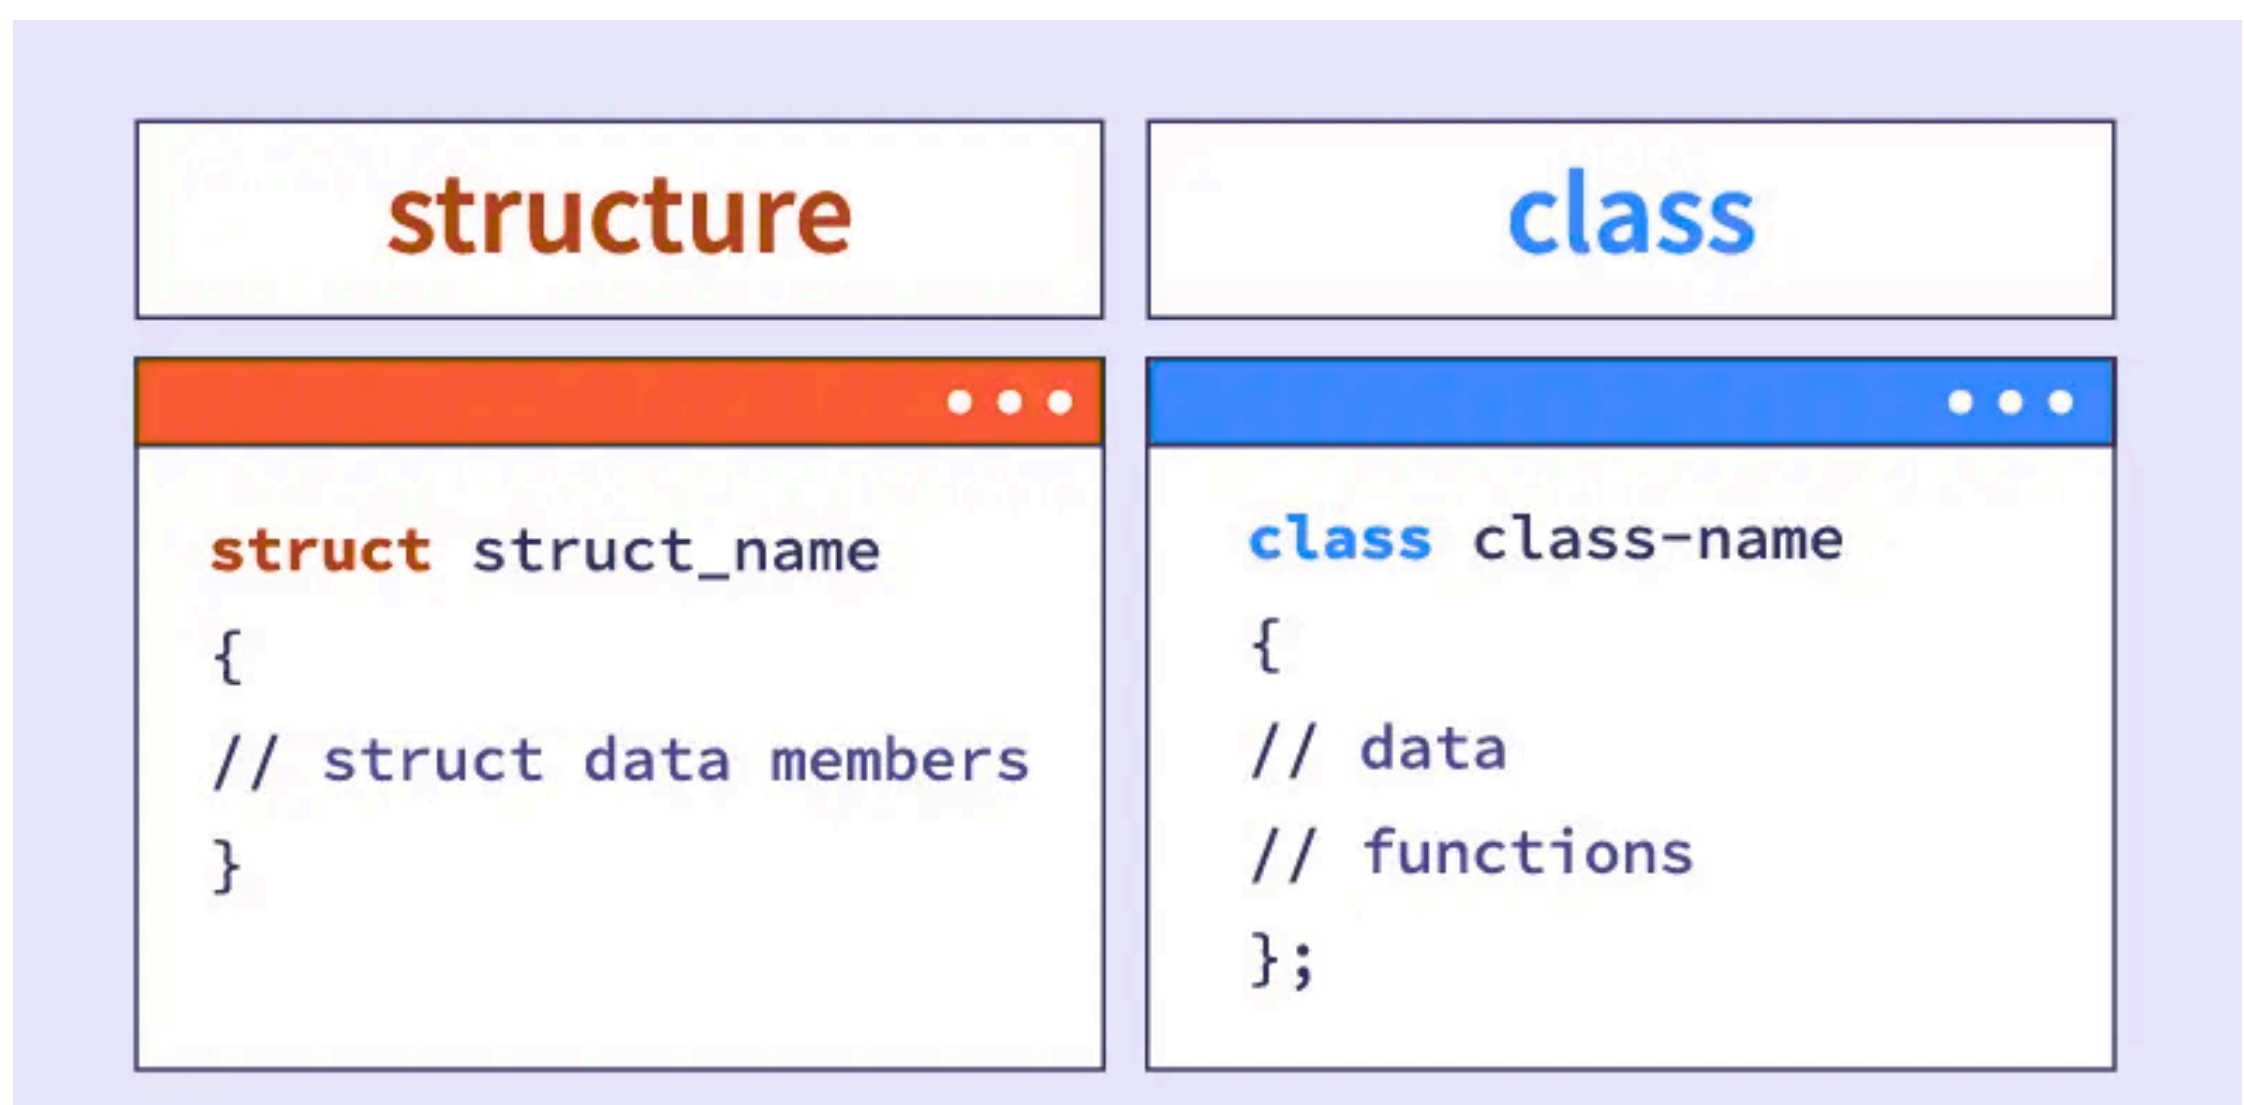 structure
class
struct struct_name
{
// struct data members
}
class class-name
{
// data
// functions
};